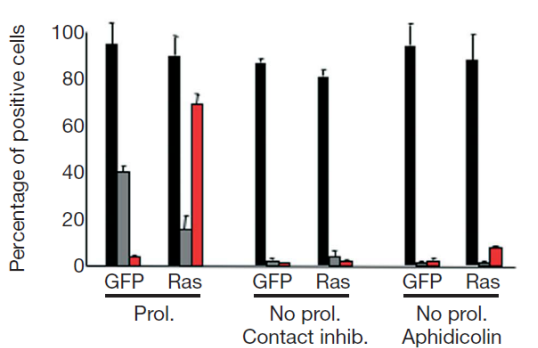 Percentage of positive cells
100
80
60
40
20
0
GFP Ras GFP Ras GFP Ras
Prol. No prol. No prol.
Contact inhib. Aphidicolin